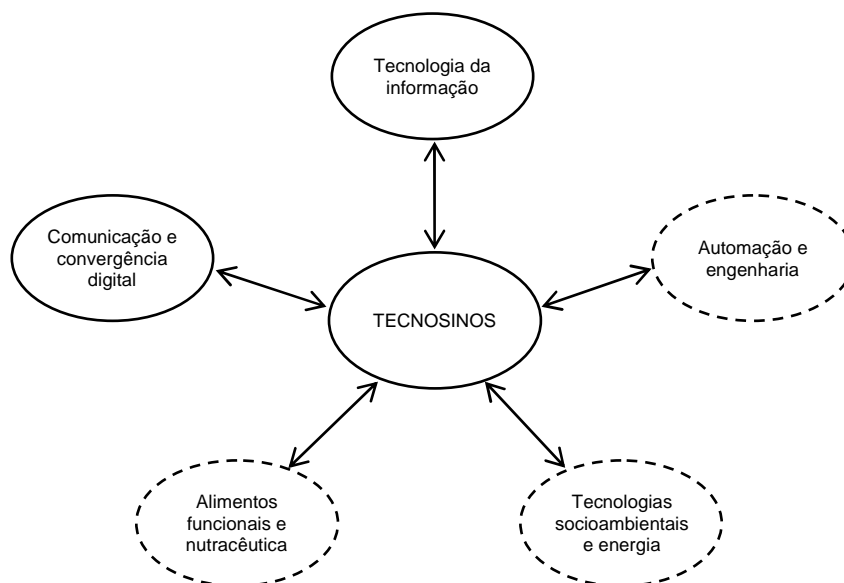 Tecnologia da
informação
Comunicação e
convergência
digital
Automação e
engenharia
TECNOSINOS
Alimentos
funcionais e
nutracêutica
Tecnologias
socioambientais
e energia